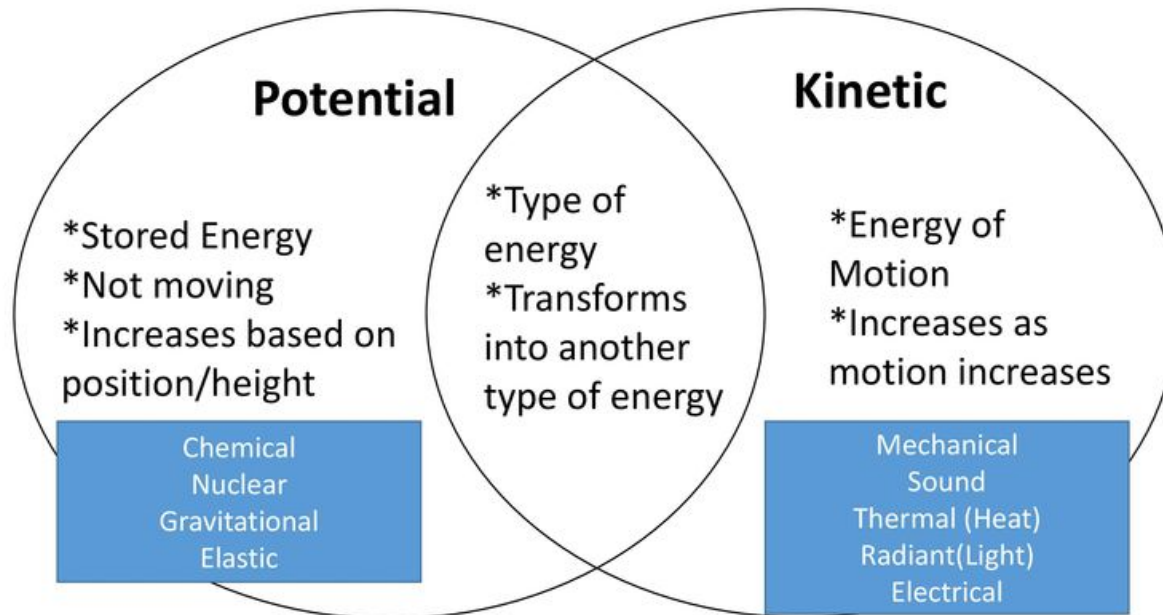 Potential
*Stored Energy
*Not moving
*Increases based on
position/height
Chemical
Nuclear
Gravitational
Elastic
*Type of
energy
*Transforms
into another
type of energy
Kinetic
*Energy of
Motion
*Increases as
motion increases
Mechanical
Sound
Thermal (Heat)
Radiant(Light)
Electrical